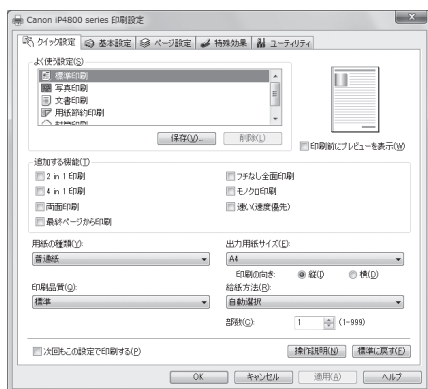 Canon iP4800 series 印刷設定
クイック設定 基本設定 ページ設定 特殊効果 ユーティリティ
よく使う設定(S)
標準印刷
写真印刷
文書印刷
用紙節約印刷
封筒印刷
保存(V)... 削除(L)
印刷前にプレビューを表示(W)
追加する機能(T)
2 in 1 印刷 フチなし全面印刷
4 in 1 印刷 モノクロ印刷
両面印刷 速い(速度優先)
最終ページから印刷
用紙の種類(Y): 出力用紙サイズ(E):
普通紙 A4
印刷の向き: 縦(I) 横(D)
印刷品質(Q): 給紙方法(R):
標準 自動選択
部数(C): 1 (1-999)
次回もこの設定で印刷する(P) 操作説明(N) 標準に戻す(F)
OK キャンセル 適用(A) ヘルプ